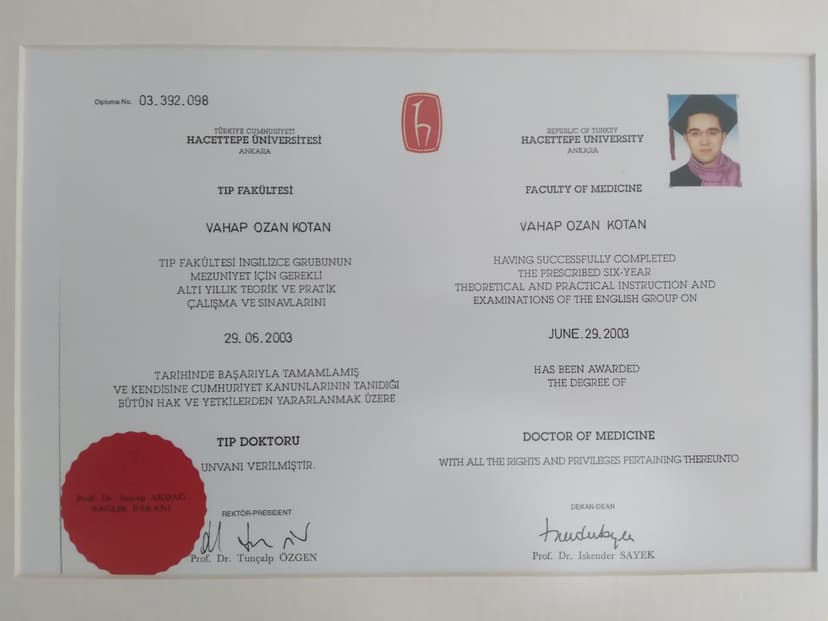 Diploma No. 03.392.098
TÜRKİYE CUMHURİYETİ
HACETTEPE ÜNİVERSİTESİ
ANKARA
TIP FAKÜLTESİ
VAHAP OZAN KOTAN
TIP FAKÜLTESİ İNGİLİZCE GRUBUNUN
MEZUNİYET İÇİN GEREKLİ
ALTI YILLIK TEORİK VE PRATİK
ÇALIŞMA VE SINAVLARINI
29.06.2003
TARİHİNDE BAŞARIYLA TAMAMLAMIŞ
VE KENDİSİNE CUMHURİYET KANUNLARININ TANIDIĞI
BÜTÜN HAK VE YETKİLERDEN YARARLANMAK ÜZERE
TIP DOKTORU
UNVANI VERİLMİŞTİR.
Prof. Dr. Recep AKDAĞ
SAĞLIK BAKANI
REKTÖR-PRESIDENT
Prof. Dr. Tunçalp ÖZGEN
REPUBLIC OF TURKEY
HACETTEPE UNIVERSITY
ANKARA
FACULTY OF MEDICINE
VAHAP OZAN KOTAN
HAVING SUCCESSFULLY COMPLETED
THE PRESCRIBED SIX-YEAR
THEORETICAL AND PRACTICAL INSTRUCTION AND
EXAMINATIONS OF THE ENGLISH GROUP ON
JUNE.29.2003
HAS BEEN AWARDED
THE DEGREE OF
DOCTOR OF MEDICINE
WITH ALL THE RIGHTS AND PRIVILEGES PERTAINING THEREUNTO
DEKAN-DEAN
Prof. Dr. İskender SAYEK